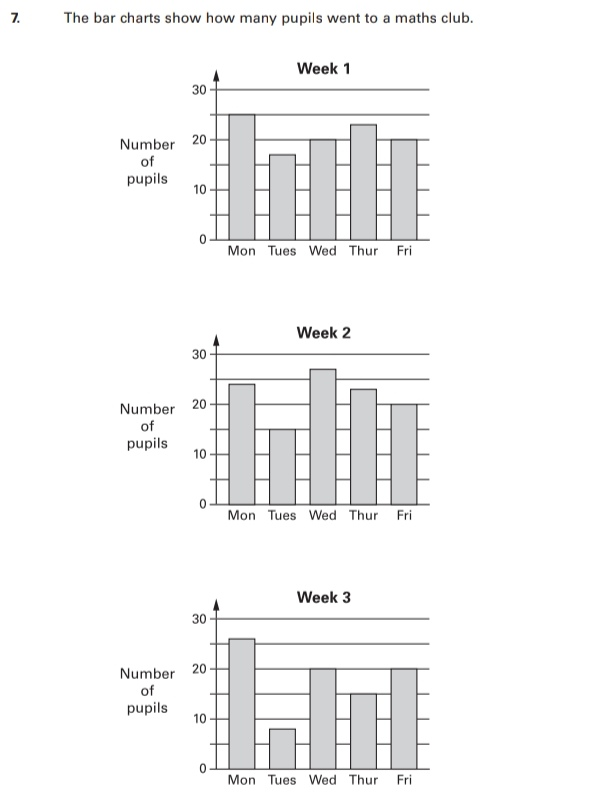 7. The bar charts show how many pupils went to a maths club.
Week 1
Number
of
pupils
30
20
10
0
Mon Tues Wed Thur Fri
Week 2
Number
of
pupils
30
20
10
0
Mon Tues Wed Thur Fri
Week 3
Number
of
pupils
30
20
10
0
Mon Tues Wed Thur Fri